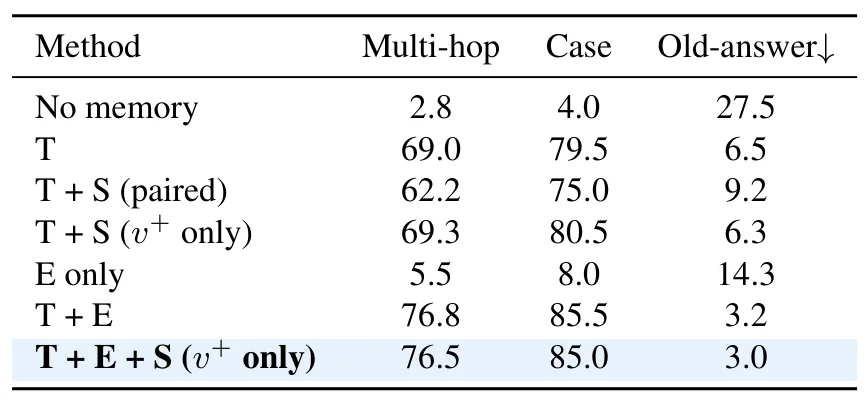 Method Multi-hop Case Old-answer↓
No memory 2.8 4.0 27.5
T 69.0 79.5 6.5
T + S (paired) 62.2 75.0 9.2
T + S (v⁺ only) 69.3 80.5 6.3
E only 5.5 8.0 14.3
T + E 76.8 85.5 3.2
T + E + S (v⁺ only) 76.5 85.0 3.0